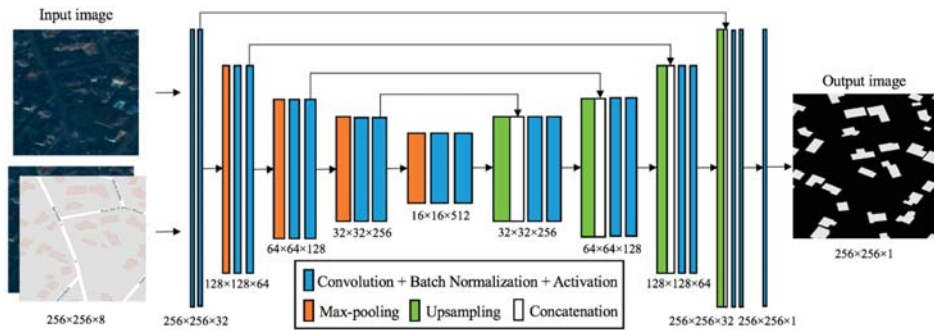 Input image
Output image
16×16×512
32×32×256
32×32×256
64×64×128
64×64×128
128×128×64
128×128×64
256×256×1
256×256×8
256×256×32
256×256×32
256×256×1
Convolution + Batch Normalization + Activation
Max-pooling
Upsampling
Concatenation